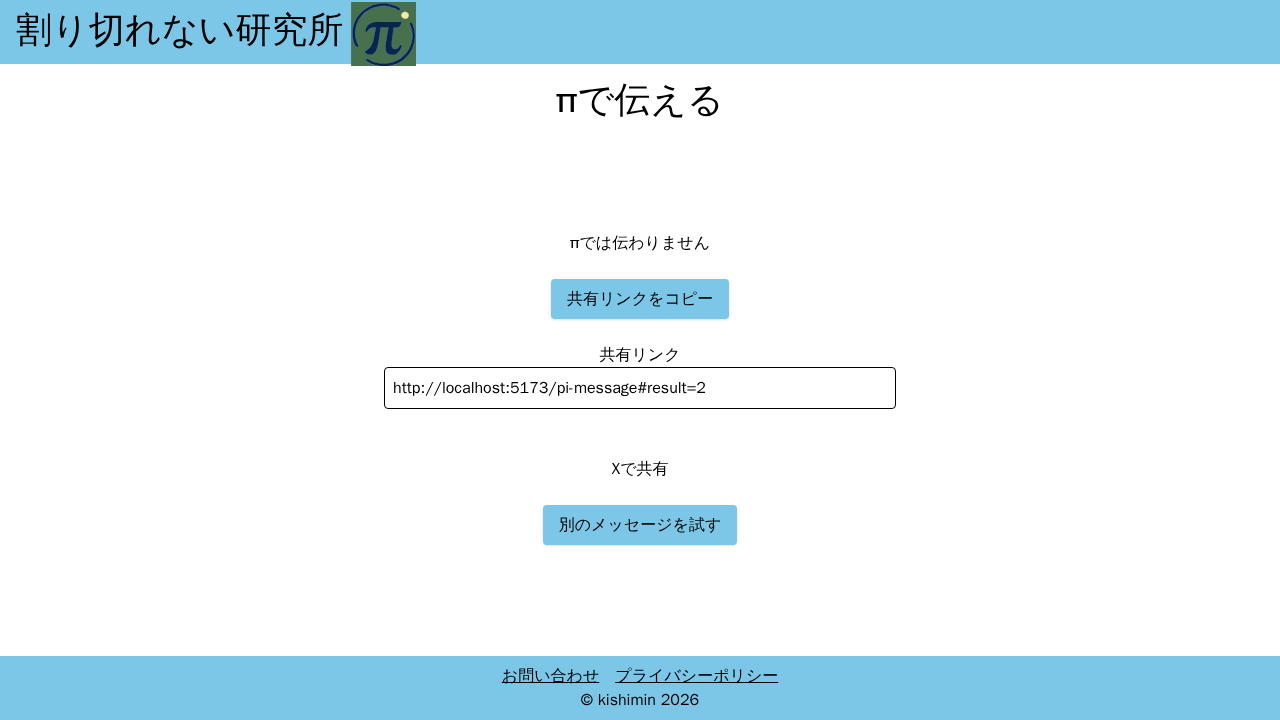 割り切れない研究所
πで伝える
πでは伝わりません
共有リンクをコピー
共有リンク
http://localhost:5173/pi-message#result=2
Xで共有
別のメッセージを試す
お問い合わせ プライバシーポリシー
© kishimin 2026